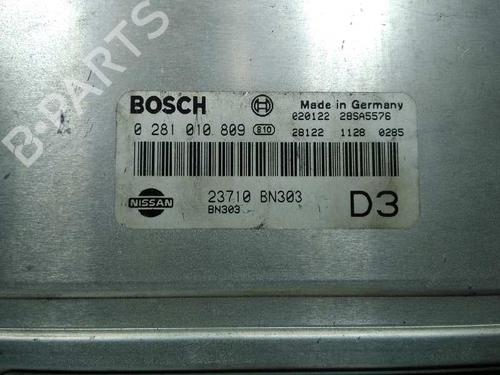 B-PARTS
BOSCH
Made in Germany
020122 28SA5576
0 281 010 809 S10
28122 1128 0285
NISSAN
23710 BN303
BN303
D3